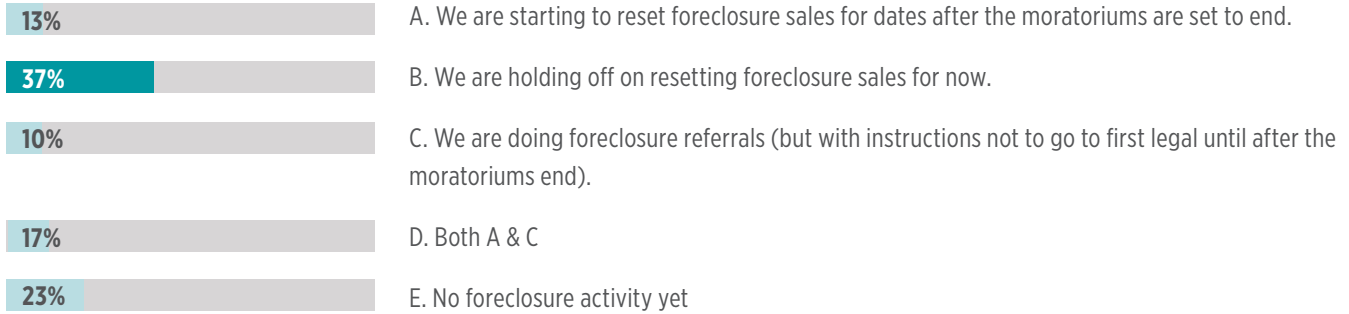 13% A. We are starting to reset foreclosure sales for dates after the moratoriums are set to end.
37% B. We are holding off on resetting foreclosure sales for now.
10% C. We are doing foreclosure referrals (but with instructions not to go to first legal until after the
moratoriums end).
17% D. Both A & C
23% E. No foreclosure activity yet